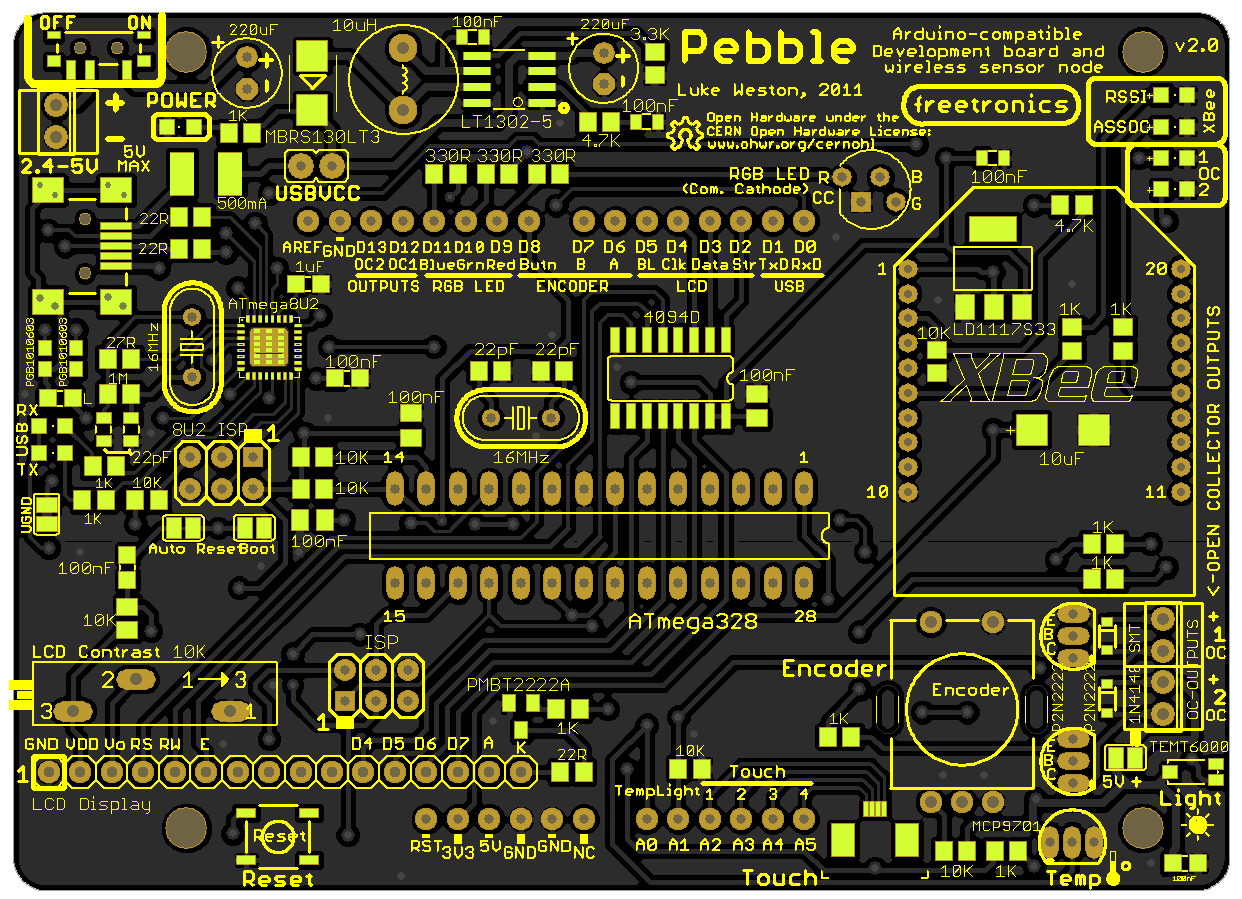 OFF ON
220uF
10uH
100nF
220uF
3.3K
Pebble
Arduino-compatible
Development board and
wireless sensor node
v2.0
Luke Weston, 2011
freetronics
Open Hardware under the
CERN Open Hardware License:
www.ohwr.org/cernohl
RSSI
ASSOC
XBee
1
OC
2
+
POWER
1K
MBRS130LT3
LT1302-5
4.7K
100nF
2.4-5V
5V
MAX
USBVCC
500mA
330R 330R 330R
RGB LED
(Com. Cathode)
R B
CC G
100nF
4.7K
22R
22R
AREF GND D13 D12 D11 D10 D9 D8 D7 D6 D5 D4 D3 D2 D1 D0
OC2 OC1 Blue Grn Red Butn B A BL Clk Data Str TxD RxD
OUTPUTS RGB LED ENCODER LCD USB
1uF
ATmega8U2
16MHz
PGB1010603
PGB1010603
27R
1M
L
100nF
22pF 22pF
4094D
100nF
100nF
16MHz
1 20
LD1117S33
10K
1K 1K
XBee
10uF
10 11
<-OPEN COLLECTOR OUTPUTS
RX
USB
TX
8U2 ISP
1
22pF
1K
1K
10K
10K
10K
100nF
UGND
Auto Reset
Boot
14 1
15 28
ATmega328
1K
1K
100nF
10K
LCD Contrast 10K
2 1 3
3 1
ISP
1
PMBT2222A
1K
22R
K
GND VDD Vo RS RW E D4 D5 D6 D7 A
1
LCD Display
Reset
Reset
RST 3V3 5V GND GND NC
10K
Touch
Temp Light 1 2 3 4
A0 A1 A2 A3 A4 A5
Touch
1K
Encoder
Encoder
E
B
C
P2N2222
P2N2222
E
B
C
SMT
1N4148
OC-OUTPUTS
+
1
OC
+
2
OC
5V +
TEMT6000
Light
MCP9701
10K 1K
Temp
100nF